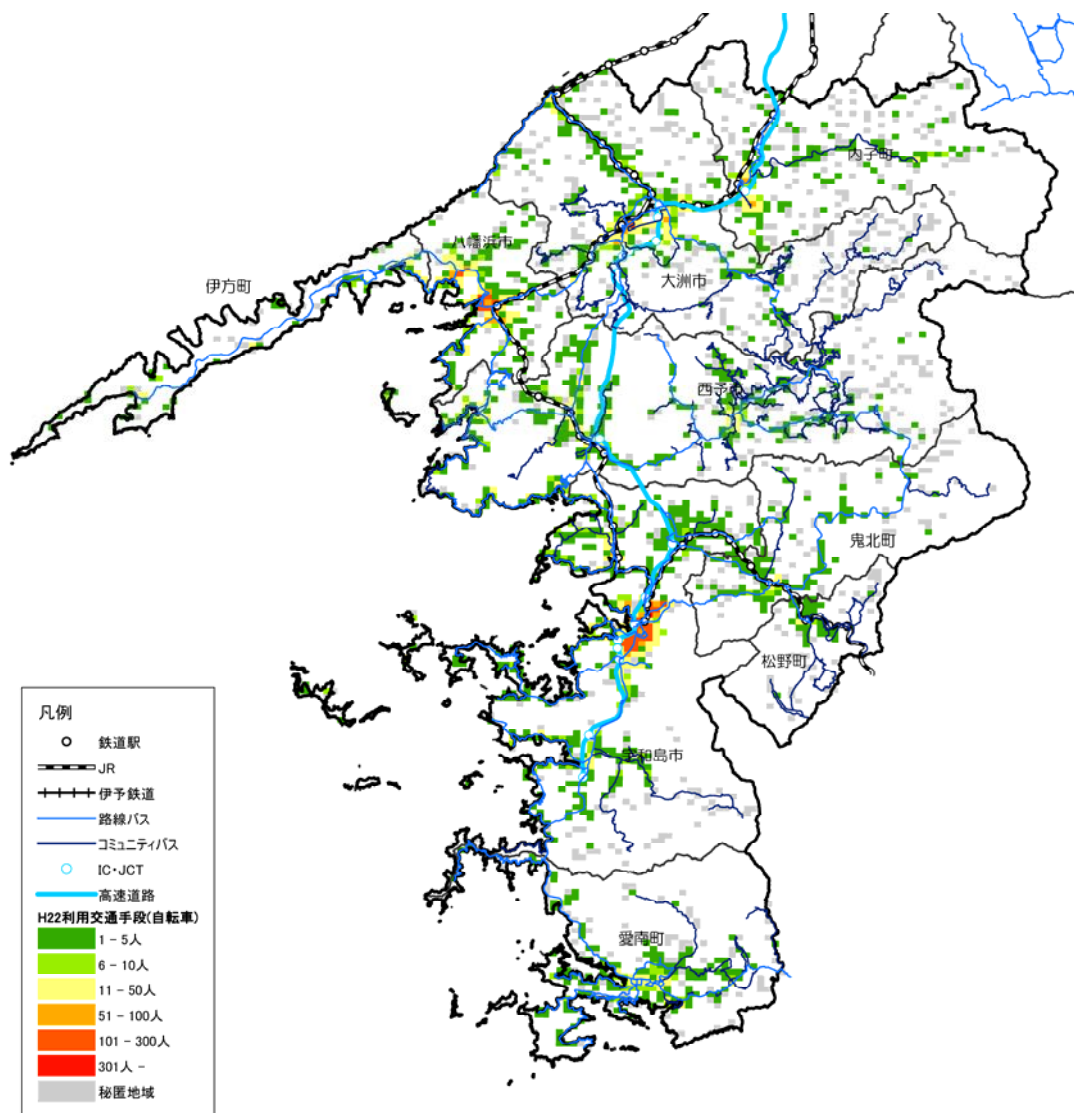 内子町
八幡浜市
伊方町
大洲市
西予市
鬼北町
松野町
宇和島市
愛南町
凡例
鉄道駅
JR
伊予鉄道
路線バス
コミュニティバス
IC・JCT
高速道路
H22利用交通手段(自転車)
1 - 5人
6 - 10人
11 - 50人
51 - 100人
101 - 300人
301人 -
秘匿地域